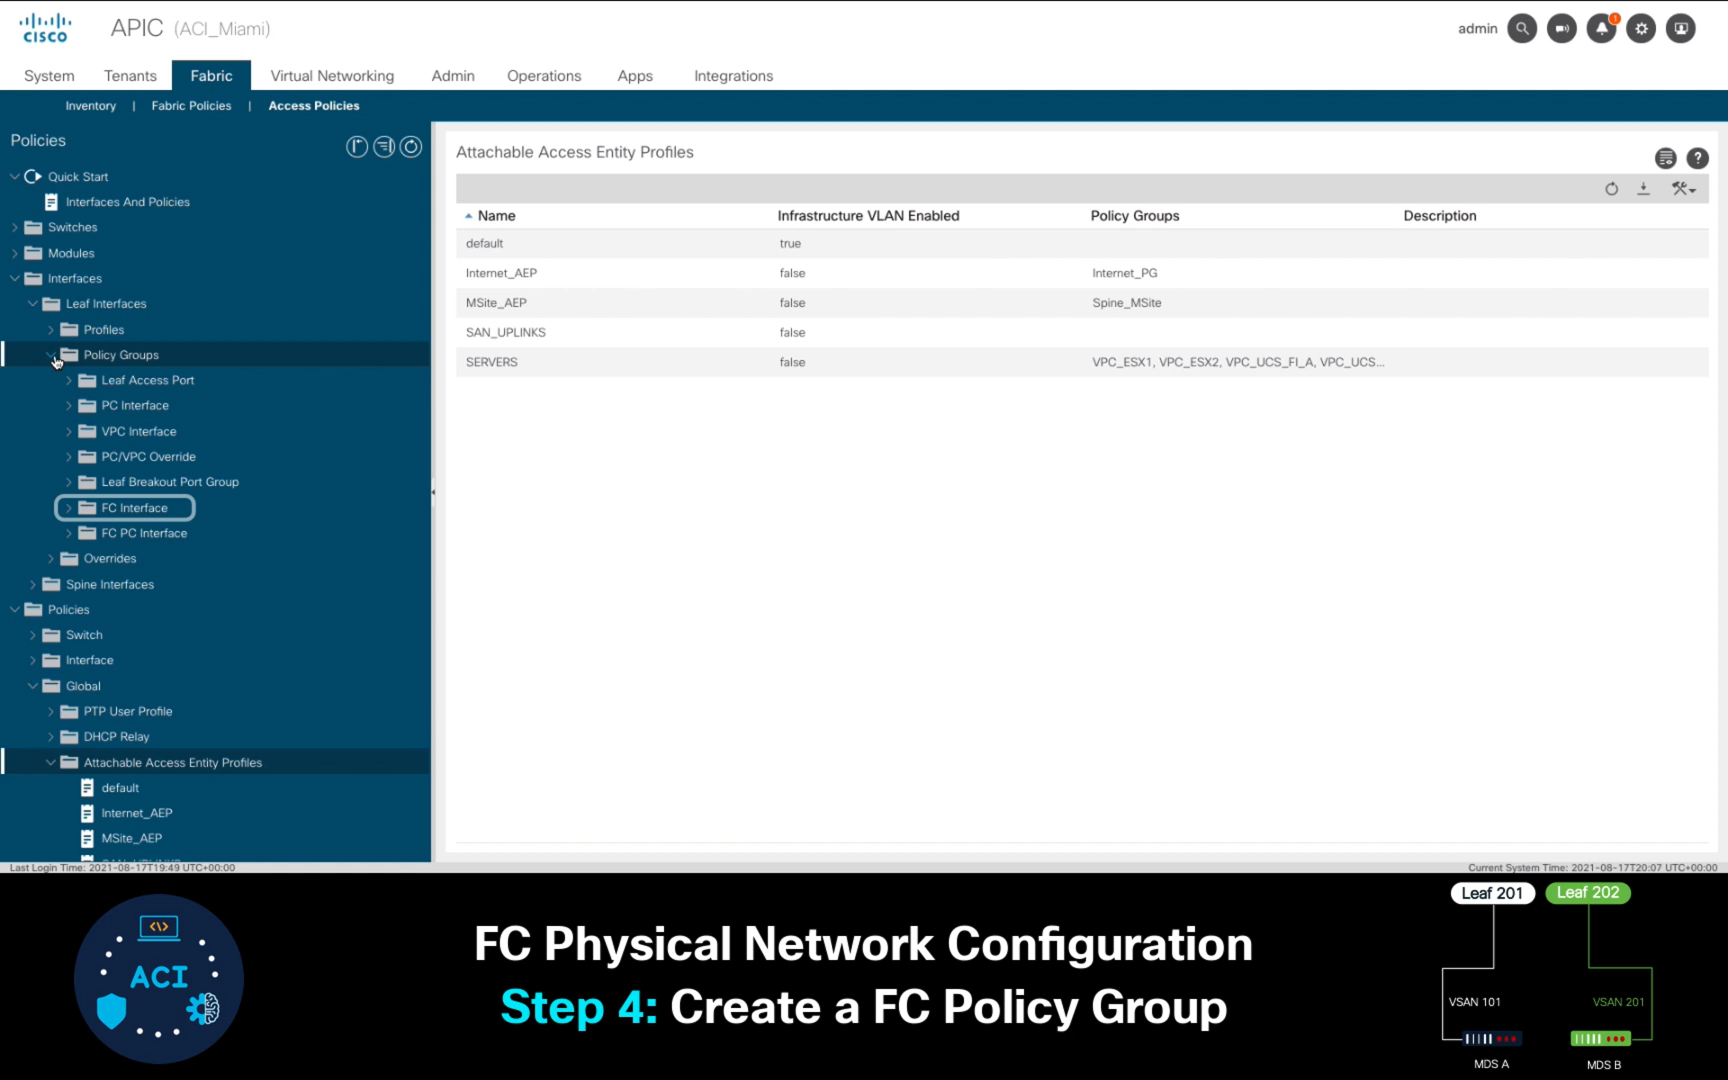 CISCO
APIC (ACI_Miami)
admin
1
System Tenants Fabric Virtual Networking Admin Operations Apps Integrations
Inventory | Fabric Policies | Access Policies
Policies
Quick Start
Interfaces And Policies
Switches
Modules
Interfaces
Leaf Interfaces
Profiles
Policy Groups
Leaf Access Port
PC Interface
VPC Interface
PC/VPC Override
Leaf Breakout Port Group
FC Interface
FC PC Interface
Overrides
Spine Interfaces
Policies
Switch
Interface
Global
PTP User Profile
DHCP Relay
Attachable Access Entity Profiles
default
Internet_AEP
MSite_AEP
Attachable Access Entity Profiles
?
Name Infrastructure VLAN Enabled Policy Groups Description
default true
Internet_AEP false Internet_PG
MSite_AEP false Spine_MSite
SAN_UPLINKS false
SERVERS false VPC_ESX1, VPC_ESX2, VPC_UCS_FI_A, VPC_UCS...
Last Login Time: 2021-08-17T19:49 UTC+00:00
Current System Time: 2021-08-17T20:07 UTC+00:00
ACI
FC Physical Network Configuration
Step 4: Create a FC Policy Group
Leaf 201 Leaf 202
VSAN 101 VSAN 201
MDS A MDS B